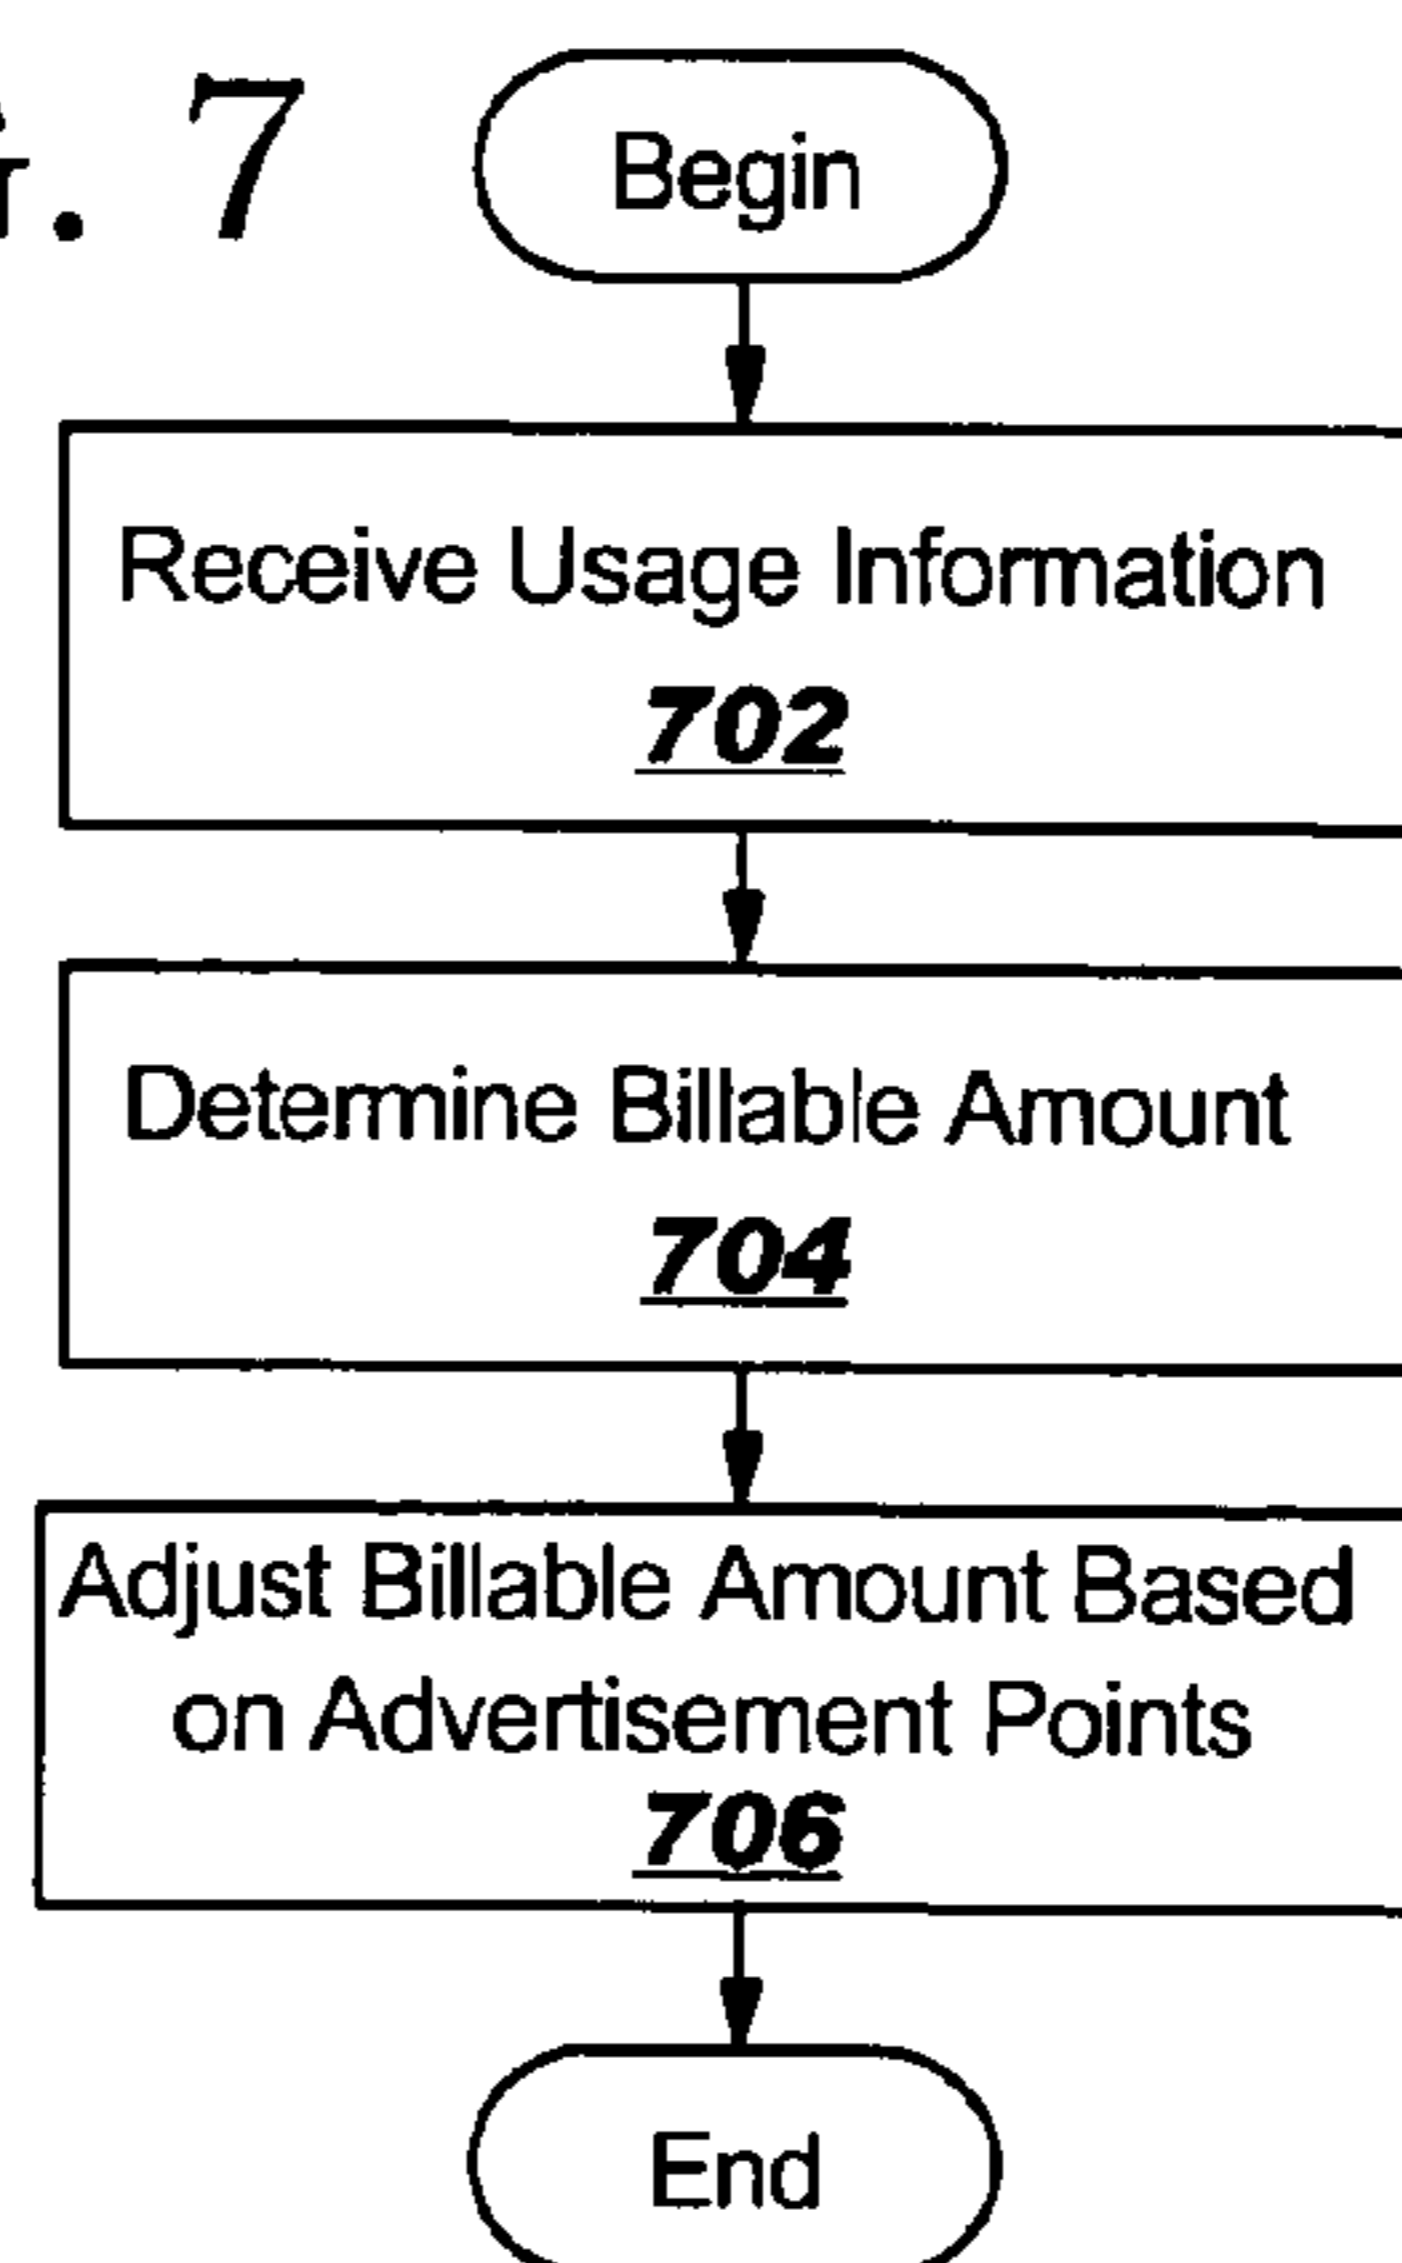 . 7
Begin
Receive Usage Information
702
Determine Billable Amount
704
Adjust Billable Amount Based
on Advertisement Points
706
End